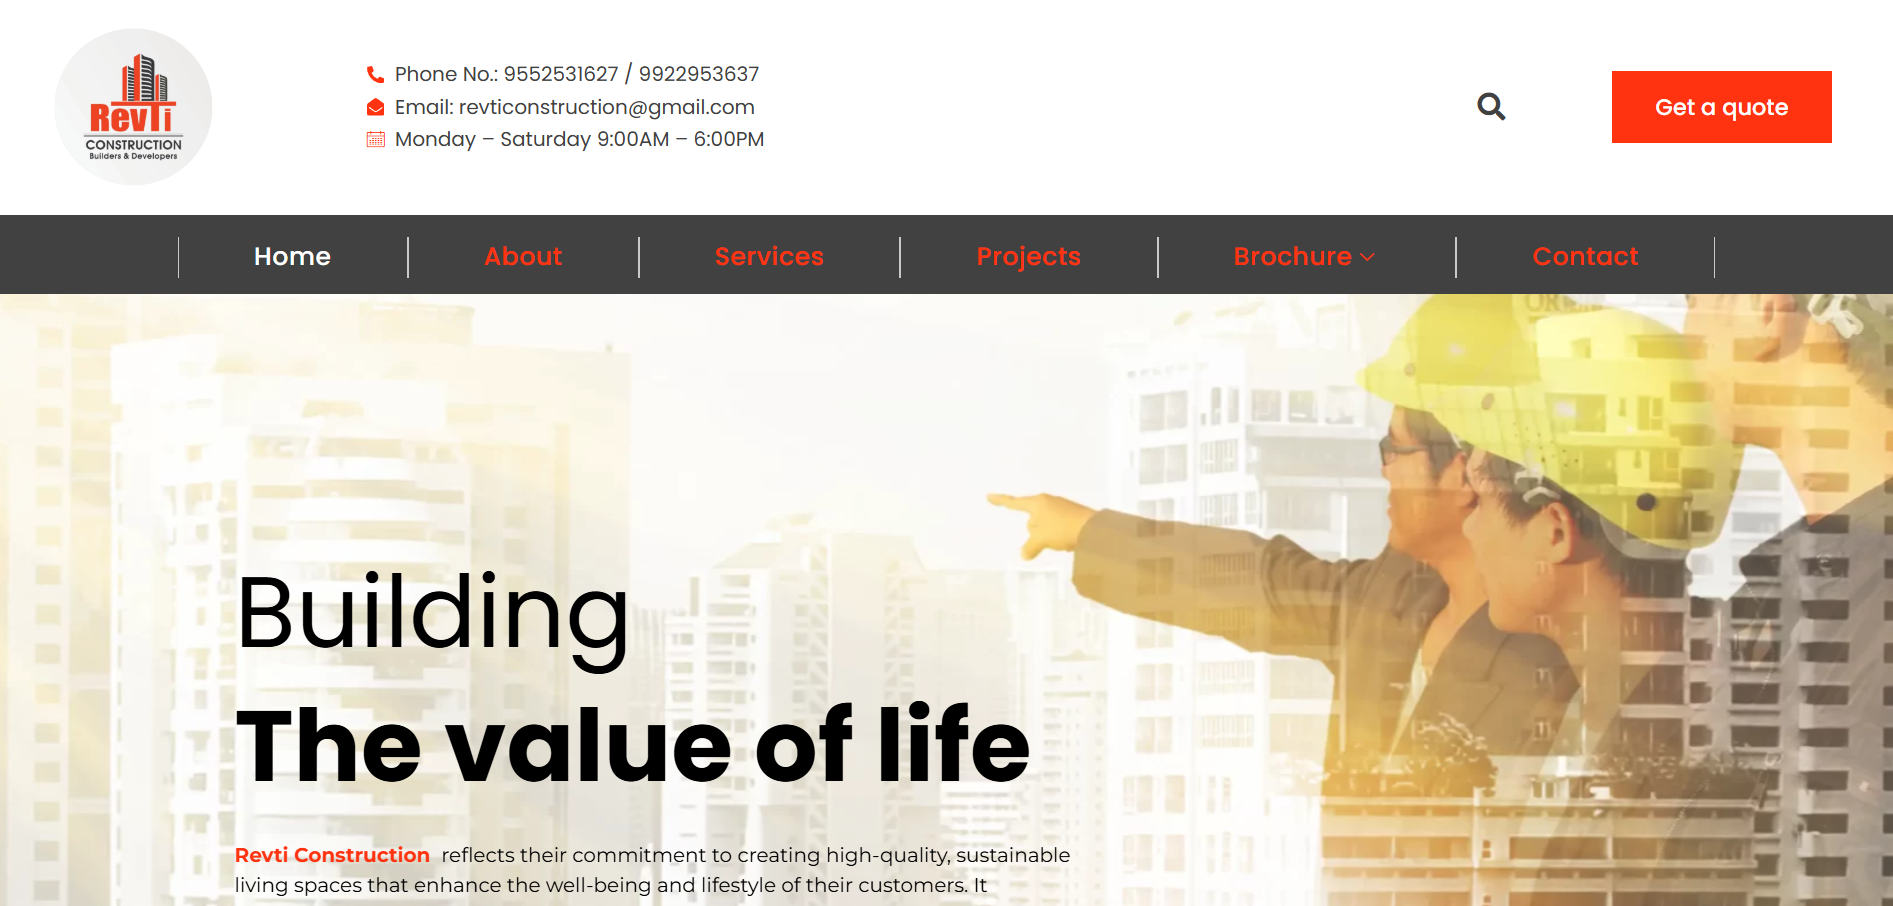 RevTi
CONSTRUCTION
Builders & Developers
Phone No.: 9552531627 / 9922953637
Email: revticonstruction@gmail.com
Monday – Saturday 9:00AM – 6:00PM
Get a quote
Home
About
Services
Projects
Brochure
Contact
Building
The value of life
Revti Construction reflects their commitment to creating high-quality, sustainable
living spaces that enhance the well-being and lifestyle of their customers. It